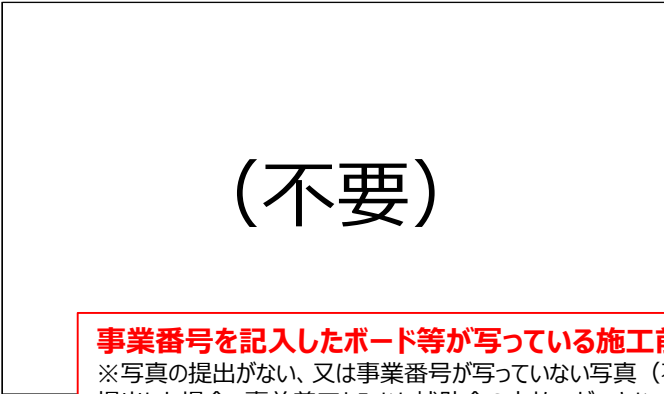 （不要）
事業番号を記入したボード等が写っている施工前
※写真の提出がない、又は事業番号が写っていない写真（